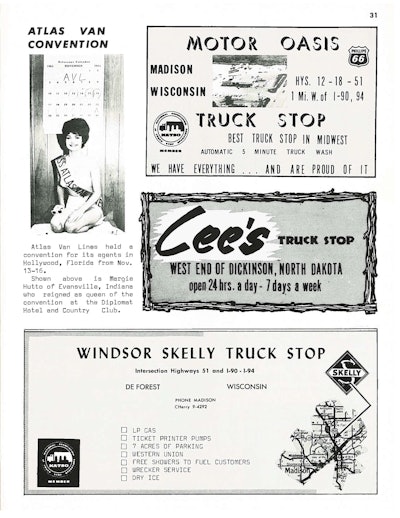 31
ATLAS VAN
CONVENTION
NOVEMBER
AVG.
Atlas Van Lines held a
convention for its agents in
Hollywood, Florida from Nov.
13-16.
Shown above is Margie
Hutto of Evansville, Indiana
who reigned as queen of the
convention at the Diplomat
Hotel and Country Club.
MOTOR OASIS
PHILLIPS
66
MADISON
WISCONSIN
HYS. 12 - 18 - 51
1 Mi. W. of I-90, 94
NATSO
MEMBER
TRUCK STOP
BEST TRUCK STOP IN MIDWEST
AUTOMATIC 5 MINUTE TRUCK WASH
WE HAVE EVERYTHING . . . AND ARE PROUD OF IT
Lee's TRUCK STOP
WEST END OF DICKINSON, NORTH DAKOTA
open 24 hrs. a day - 7 days a week
WINDSOR SKELLY TRUCK STOP
Intersection Highways 51 and I-90 - I-94
SKELLY
DE FOREST WISCONSIN
PHONE MADISON
CHerry 9-4292
LP GAS
TICKET PRINTER PUMPS
7 ACRES OF PARKING
WESTERN UNION
FREE SHOWERS TO FUEL CUSTOMERS
WRECKER SERVICE
DRY ICE
NATSO
MEMBER
Madison